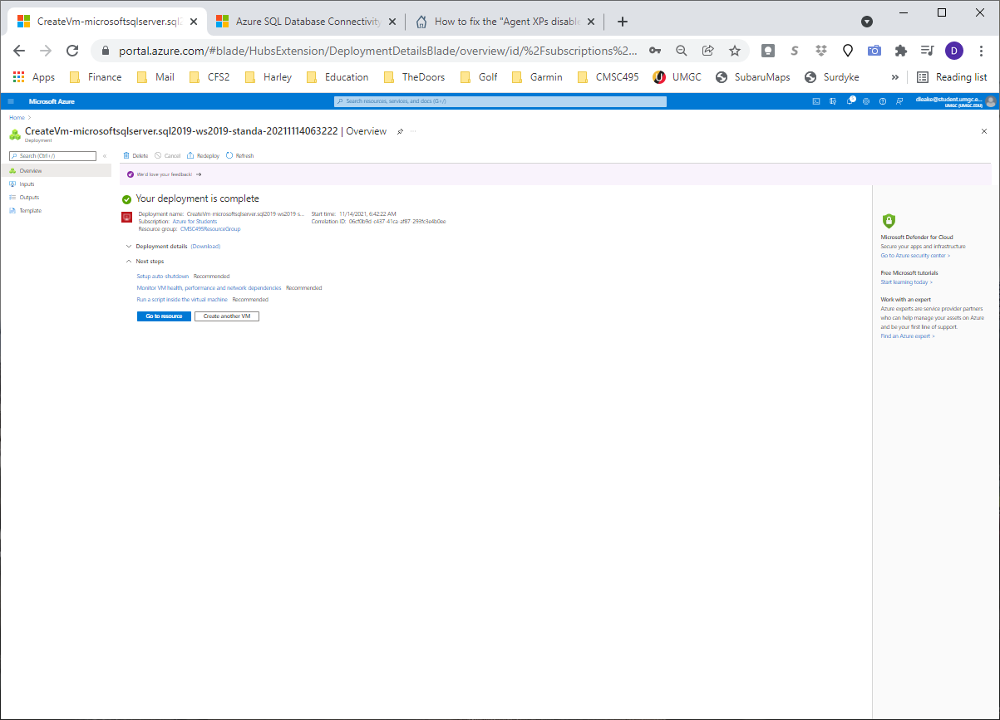 CreateVm-microsoftsqlserver.sql2
Azure SQL Database Connectivity
How to fix the "Agent XPs disable
portal.azure.com/#blade/HubsExtension/DeploymentDetailsBlade/overview/id/%2Fsubscriptions%2...
Apps Finance Mail CFS2 Harley Education TheDoors Golf Garmin CMSC495 UMGC SubaruMaps Surdyke » Reading list
Microsoft Azure
Search resources, services, and docs (G+/)
dleake@student.umgc.e...
UMGC (UMGC.EDU)
Home >
CreateVm-microsoftsqlserver.sql2019-ws2019-standa-20211114063222 | Overview
Deployment
Search (Ctrl+/)
«
Delete Cancel Redeploy Refresh
Overview
Inputs
Outputs
Template
We'd love your feedback! →
Your deployment is complete
Deployment name: CreateVm-microsoftsqlserver.sql2019-ws2019-s...
Subscription: Azure for Students
Resource group: CMSC495ResourceGroup
Start time: 11/14/2021, 6:42:22 AM
Correlation ID: 06cf0b9d-c437-41ca-af87-293fc3e4b0ee
Deployment details (Download)
Next steps
Setup auto-shutdown Recommended
Monitor VM health, performance and network dependencies Recommended
Run a script inside the virtual machine Recommended
Go to resource
Create another VM
Microsoft Defender for Cloud
Secure your apps and infrastructure
Go to Azure security center >
Free Microsoft tutorials
Start learning today >
Work with an expert
Azure experts are service provider partners
who can help manage your assets on Azure
and be your first line of support.
Find an Azure expert >